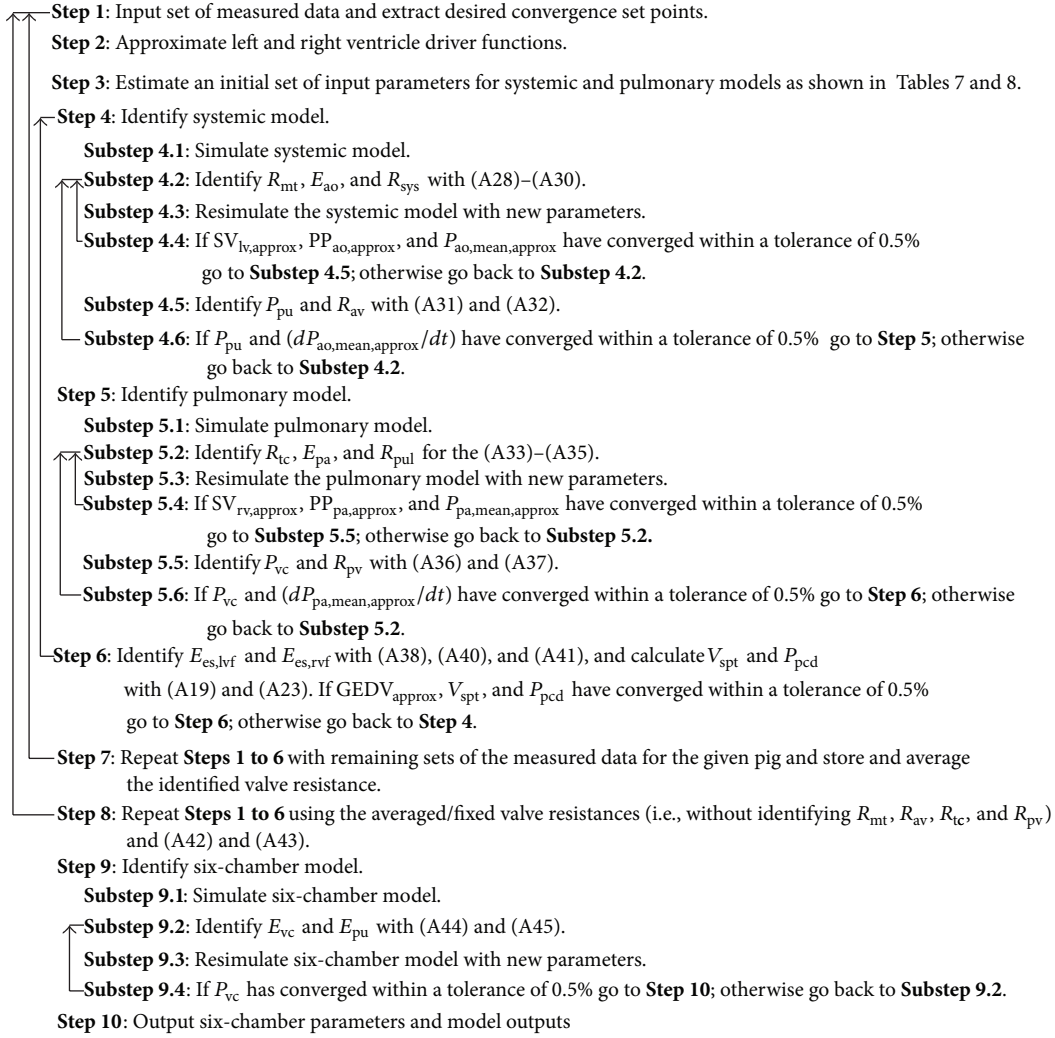 Step 1: Input set of measured data and extract desired convergence set points.
Step 2: Approximate left and right ventricle driver functions.
Step 3: Estimate an initial set of input parameters for systemic and pulmonary models as shown in Tables 7 and 8.
Step 4: Identify systemic model.
Substep 4.1: Simulate systemic model.
Substep 4.2: Identify R_mt, E_ao, and R_sys with (A28)–(A30).
Substep 4.3: Resimulate the systemic model with new parameters.
Substep 4.4: If SV_lv,approx, PP_ao,approx, and P_ao,mean,approx have converged within a tolerance of 0.5%
go to Substep 4.5; otherwise go back to Substep 4.2.
Substep 4.5: Identify P_pu and R_av with (A31) and (A32).
Substep 4.6: If P_pu and (dP_ao,mean,approx/dt) have converged within a tolerance of 0.5% go to Step 5; otherwise
go back to Substep 4.2.
Step 5: Identify pulmonary model.
Substep 5.1: Simulate pulmonary model.
Substep 5.2: Identify R_tc, E_pa, and R_pul for the (A33)–(A35).
Substep 5.3: Resimulate the pulmonary model with new parameters.
Substep 5.4: If SV_rv,approx, PP_pa,approx, and P_pa,mean,approx have converged within a tolerance of 0.5%
go to Substep 5.5; otherwise go back to Substep 5.2.
Substep 5.5: Identify P_vc and R_pv with (A36) and (A37).
Substep 5.6: If P_vc and (dP_pa,mean,approx/dt) have converged within a tolerance of 0.5% go to Step 6; otherwise
go back to Substep 5.2.
Step 6: Identify E_es,lvf and E_es,rvf with (A38), (A40), and (A41), and calculate V_spt and P_pcd
with (A19) and (A23). If GEDV_approx, V_spt, and P_pcd have converged within a tolerance of 0.5%
go to Step 6; otherwise go back to Step 4.
Step 7: Repeat Steps 1 to 6 with remaining sets of the measured data for the given pig and store and average
the identified valve resistance.
Step 8: Repeat Steps 1 to 6 using the averaged/fixed valve resistances (i.e., without identifying R_mt, R_av, R_tc, and R_pv)
and (A42) and (A43).
Step 9: Identify six-chamber model.
Substep 9.1: Simulate six-chamber model.
Substep 9.2: Identify E_vc and E_pu with (A44) and (A45).
Substep 9.3: Resimulate six-chamber model with new parameters.
Substep 9.4: If P_vc has converged within a tolerance of 0.5% go to Step 10; otherwise go back to Substep 9.2.
Step 10: Output six-chamber parameters and model outputs